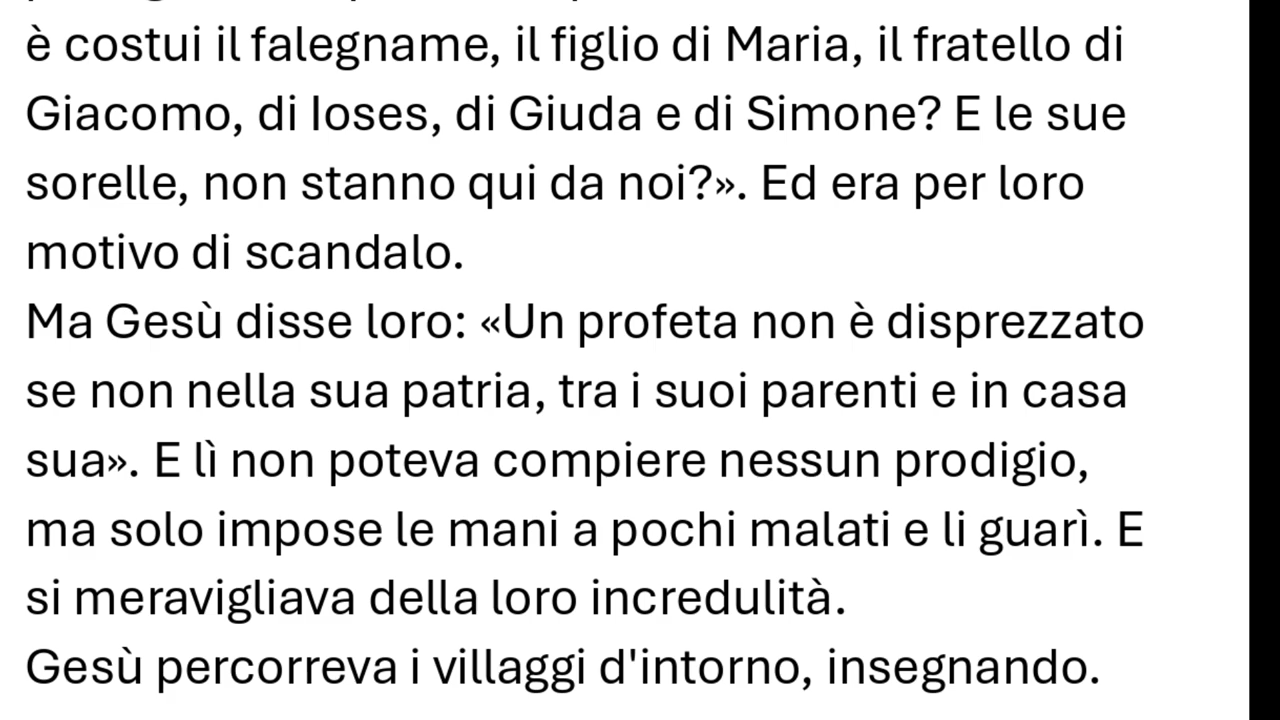 è costui il falegname, il figlio di Maria, il fratello di
Giacomo, di Ioses, di Giuda e di Simone? E le sue
sorelle, non stanno qui da noi?». Ed era per loro
motivo di scandalo.
Ma Gesù disse loro: «Un profeta non è disprezzato
se non nella sua patria, tra i suoi parenti e in casa
sua». E lì non poteva compiere nessun prodigio,
ma solo impose le mani a pochi malati e li guarì. E
si meravigliava della loro incredulità.
Gesù percorreva i villaggi d'intorno, insegnando.